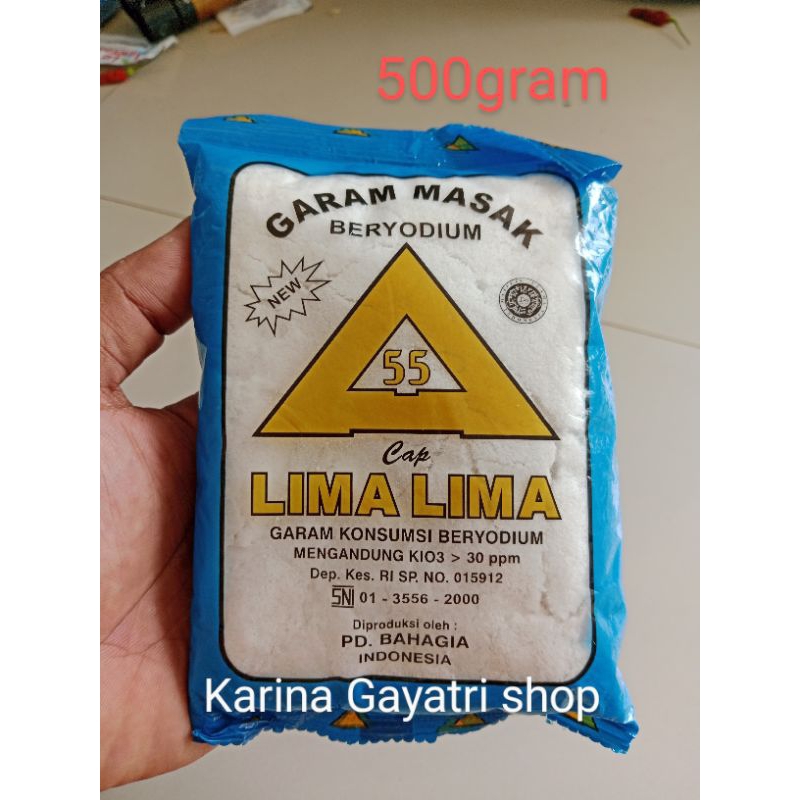 500gram
GARAM MASAK
BERYODIUM
NEW
55
Cap
LIMA LIMA
GARAM KONSUMSI BERYODIUM
MENGANDUNG KIO3 > 30 ppm
Dep. Kes. RI SP. NO. 015912
SNI 01 - 3556 - 2000
Diproduksi oleh :
PD. BAHAGIA
INDONESIA
Karina Gayatri shop